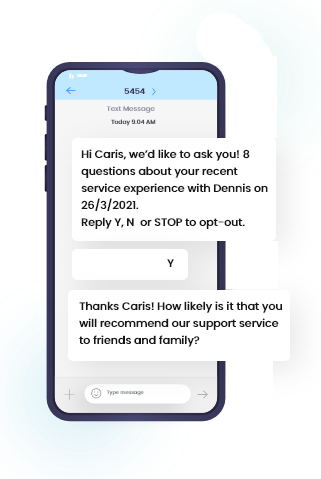 5454
Text Message
Today 9.04 AM
Hi Caris, we’d like to ask you! 8
questions about your recent
service experience with Dennis on
26/3/2021.
Reply Y, N or STOP to opt-out.
Y
Thanks Caris! How likely is it that you
will recommend our support service
to friends and family?
Type message